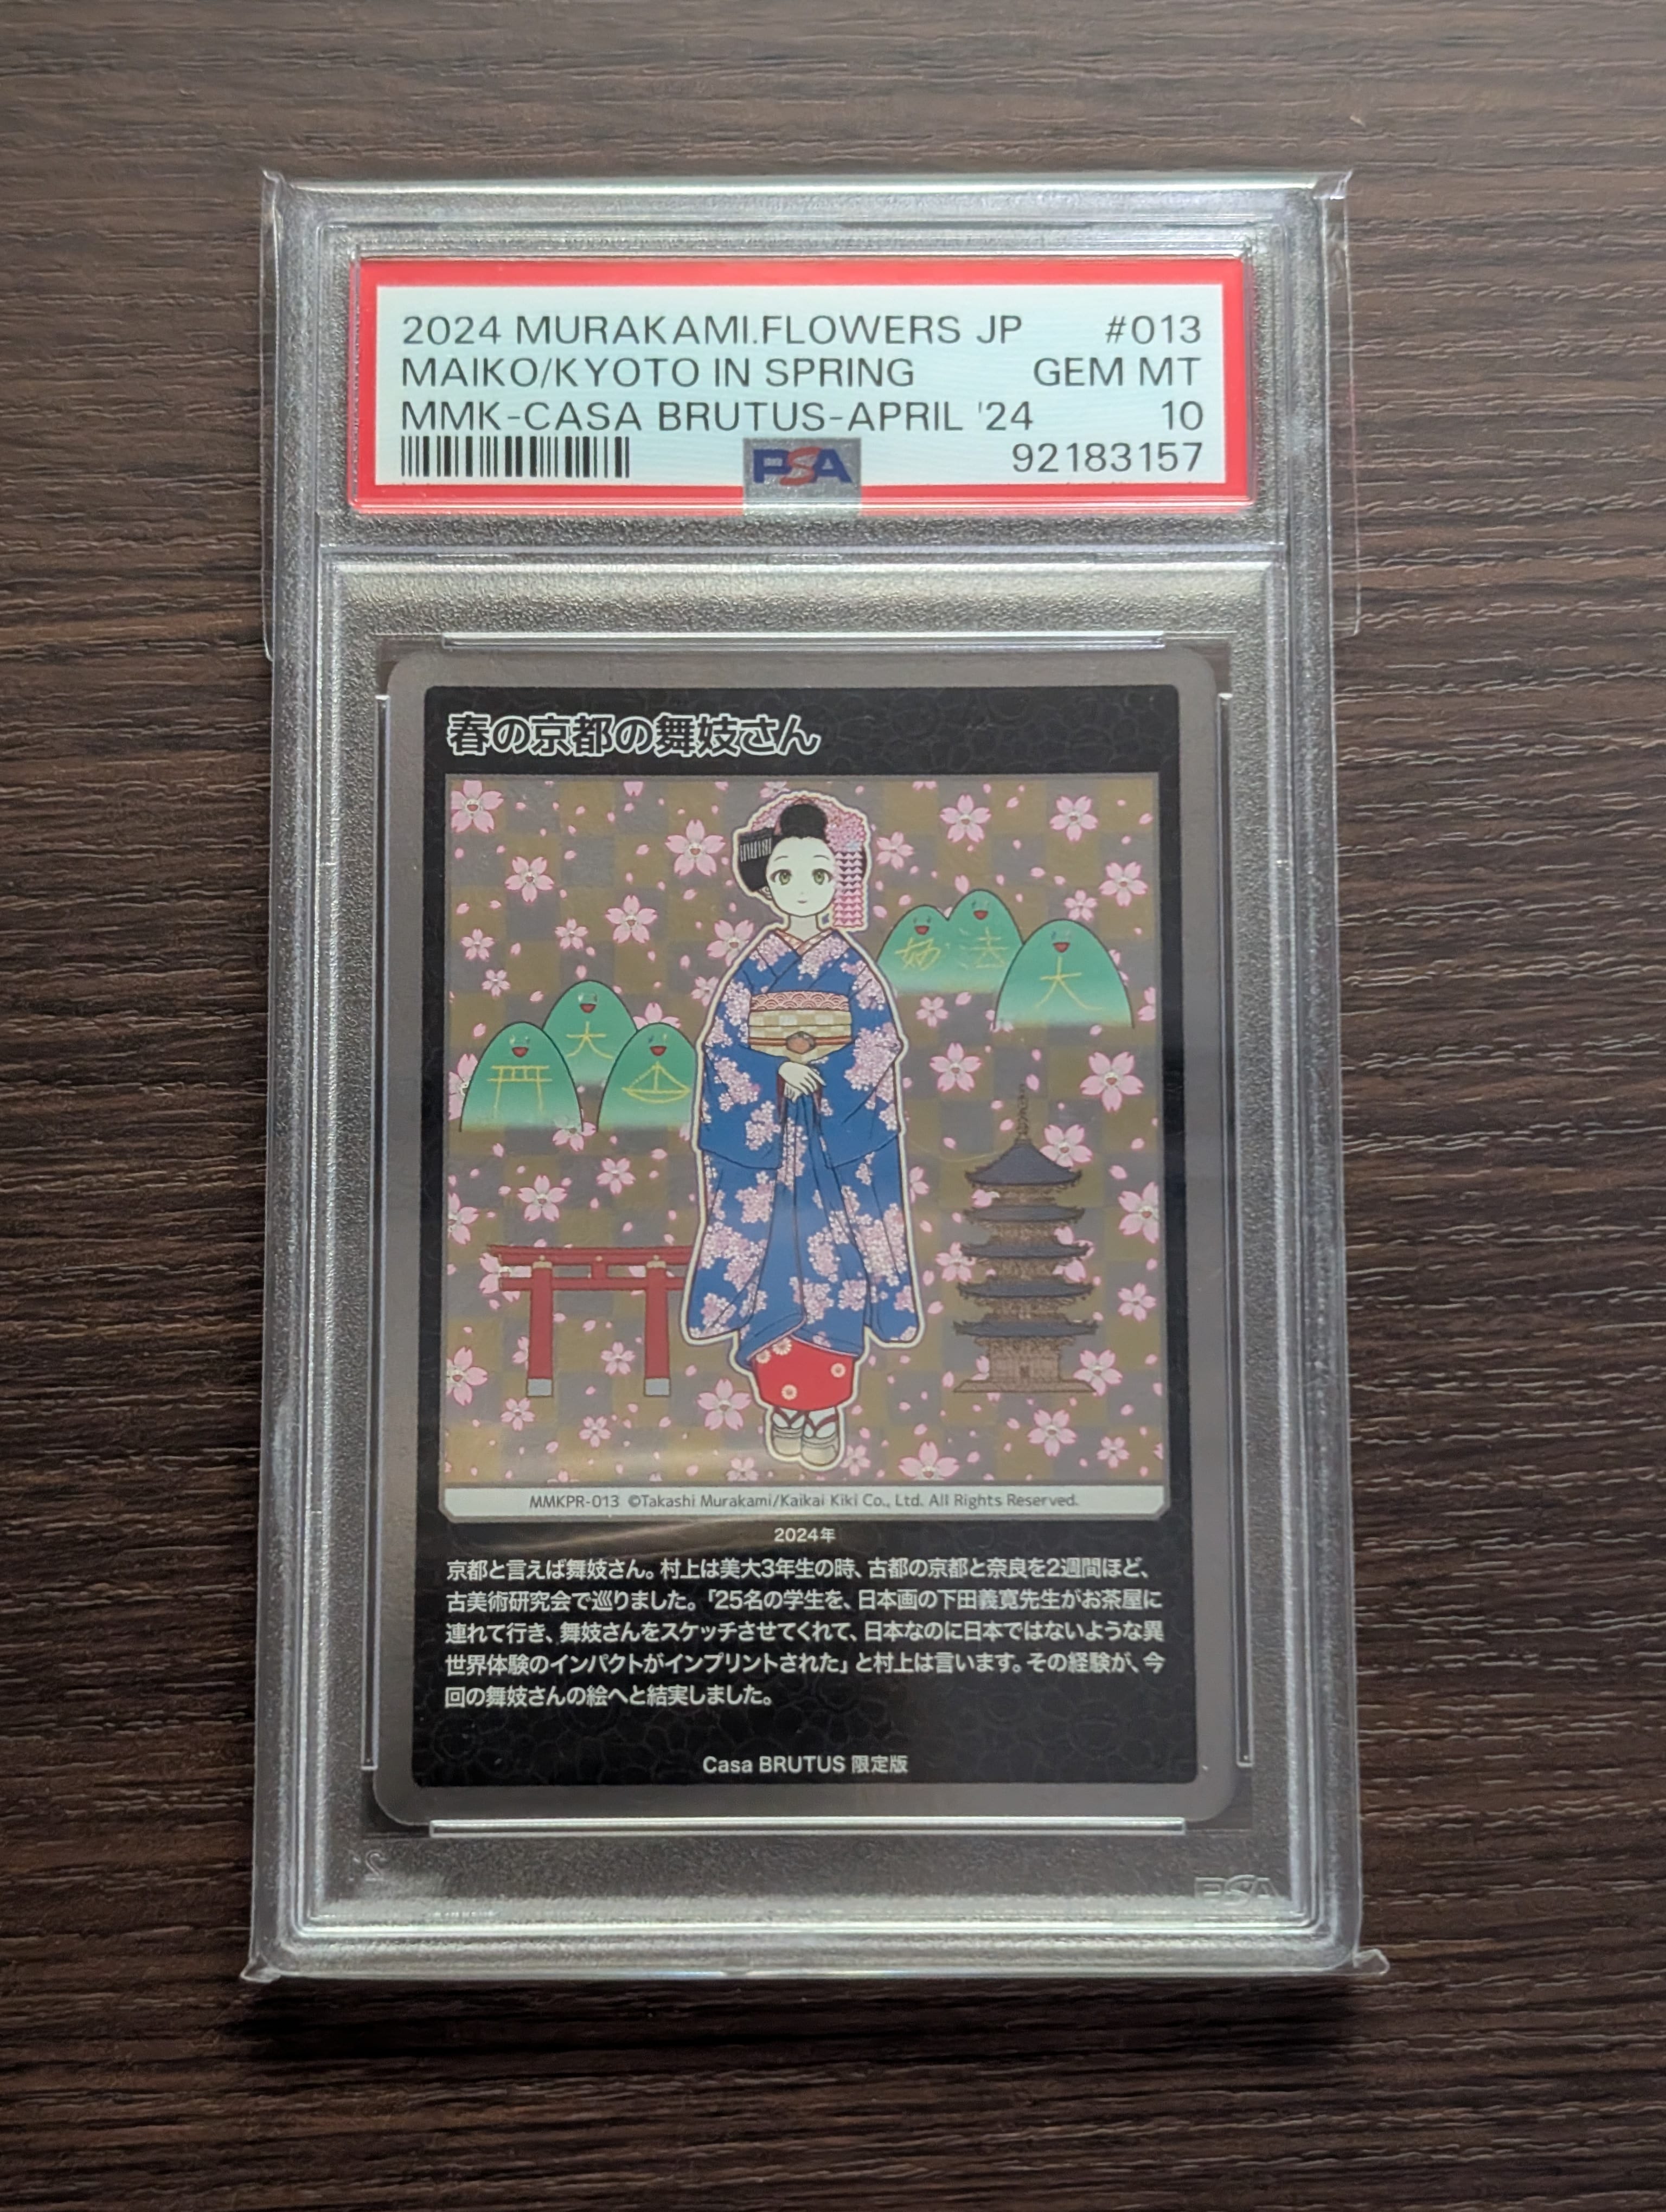 2024 MURAKAMI.FLOWERS JP #013
MAIKO/KYOTO IN SPRING GEM MT
MMK-CASA BRUTUS-APRIL '24 10
PSA 92183157
春の京都の舞妓さん
妙 法
大
大
MMKPR-013 ©Takashi Murakami/Kaikai Kiki Co., Ltd. All Rights Reserved.
2024年
京都と言えば舞妓さん。村上は美大3年生の時、古都の京都と奈良を2週間ほど、
古美術研究会で巡りました。「25名の学生を、日本画の下田義寛先生がお茶屋に
連れて行き、舞妓さんをスケッチさせてくれて、日本なのに日本ではないような異
世界体験のインパクトがインプリントされた」と村上は言います。その経験が、今
回の舞妓さんの絵へと結実しました。
Casa BRUTUS 限定版
PSA